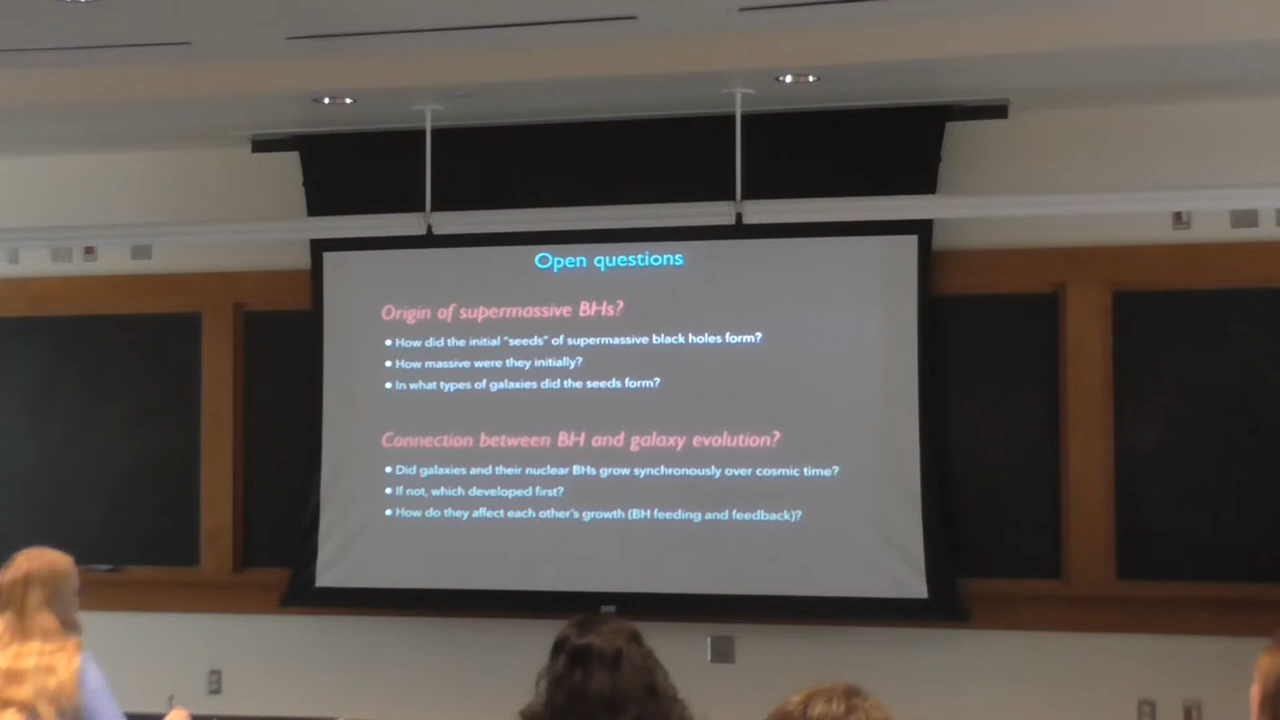 Open questions
Origin of supermassive BHs?
• How did the initial "seeds" of supermassive black holes form?
• How massive were they initially?
• In what types of galaxies did the seeds form?
Connection between BH and galaxy evolution?
• Did galaxies and their nuclear BHs grow synchronously over cosmic time?
• If not, which developed first?
• How do they affect each other's growth (BH feeding and feedback)?